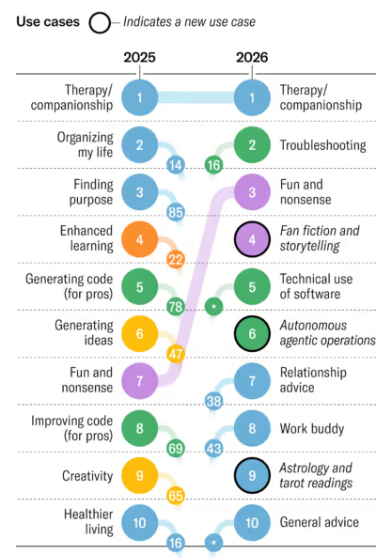 Use cases Indicates a new use case
2025 2026
Therapy/
companionship
1 1
Therapy/
companionship
Organizing
my life
2 14 16 2
Troubleshooting
Finding
purpose
3 85 3
Fun and
nonsense
Enhanced
learning
4 22 4
Fan fiction and
storytelling
Generating code
(for pros)
5 78 * 5
Technical use
of software
Generating
ideas
6 47 6
Autonomous
agentic operations
Fun and
nonsense
7 38 7
Relationship
advice
Improving code
(for pros)
8 69 43 8
Work buddy
Creativity
9 65 9
Astrology and
tarot readings
Healthier
living
10 16 * 10
General advice